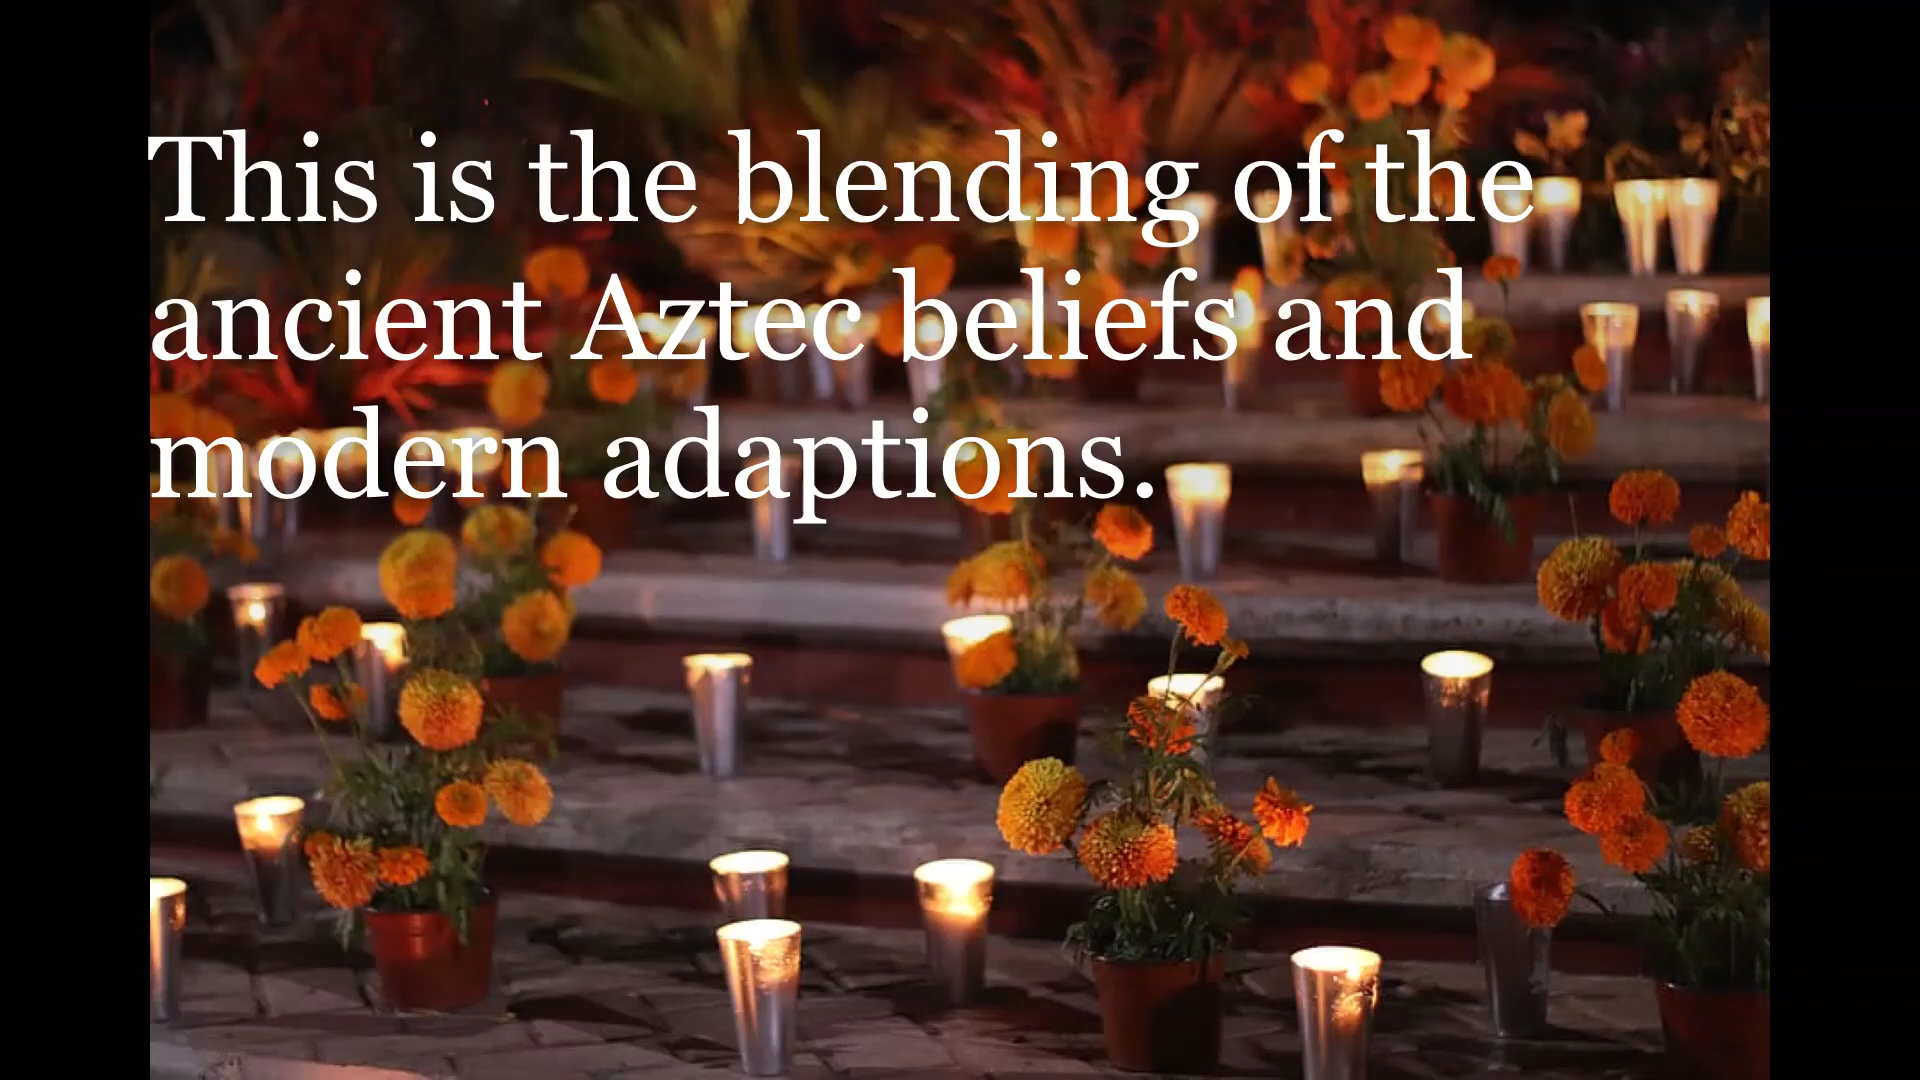 This is the blending of the
ancient Aztec beliefs and
modern adaptions.